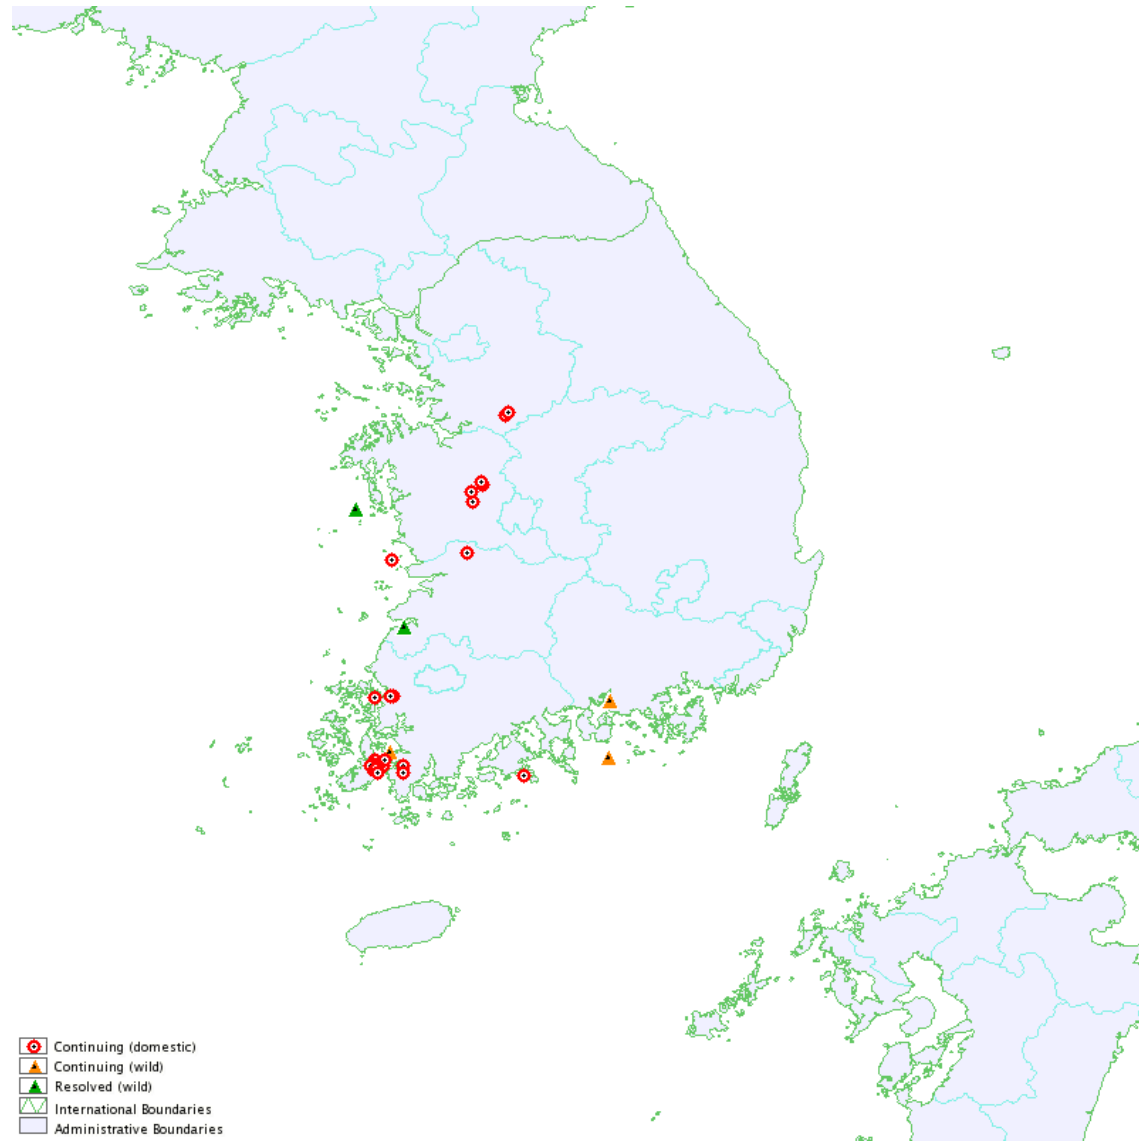 Continuing (domestic)
Continuing (wild)
Resolved (wild)
International Boundaries
Administrative Boundaries